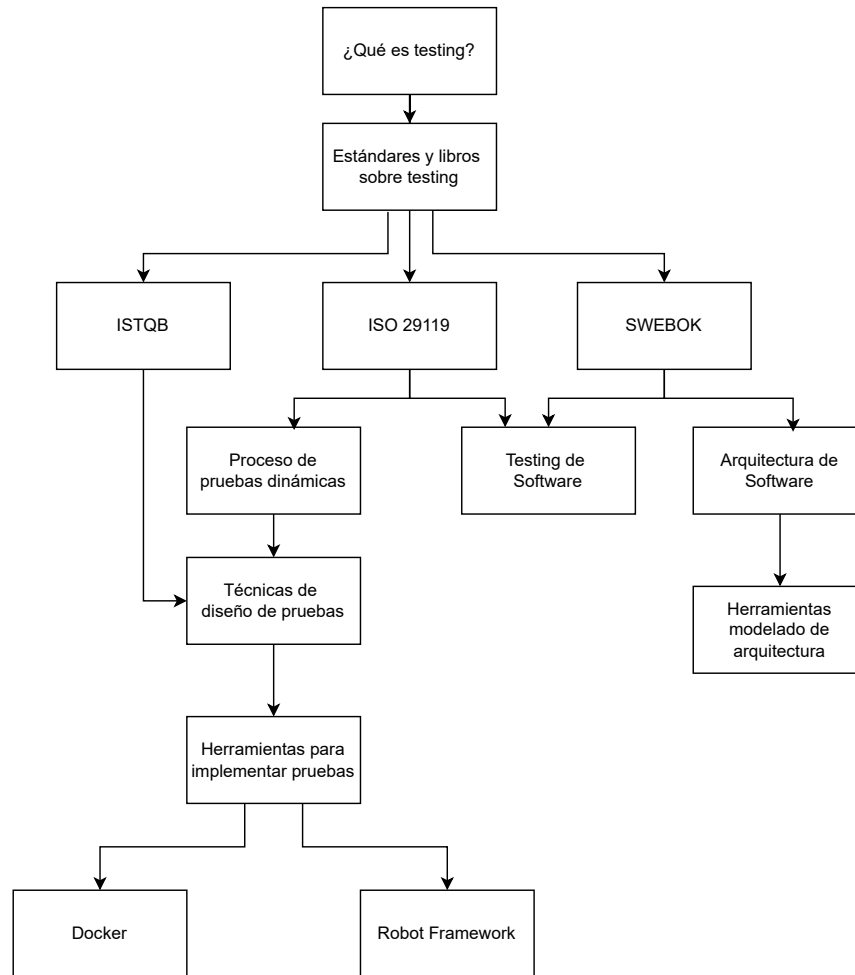 ¿Qué es testing?
Estándares y libros
sobre testing
ISTQB
ISO 29119
SWEBOK
Proceso de
pruebas dinámicas
Testing de
Software
Arquitectura de
Software
Técnicas de
diseño de pruebas
Herramientas
modelado de
arquitectura
Herramientas para
implementar pruebas
Docker
Robot Framework